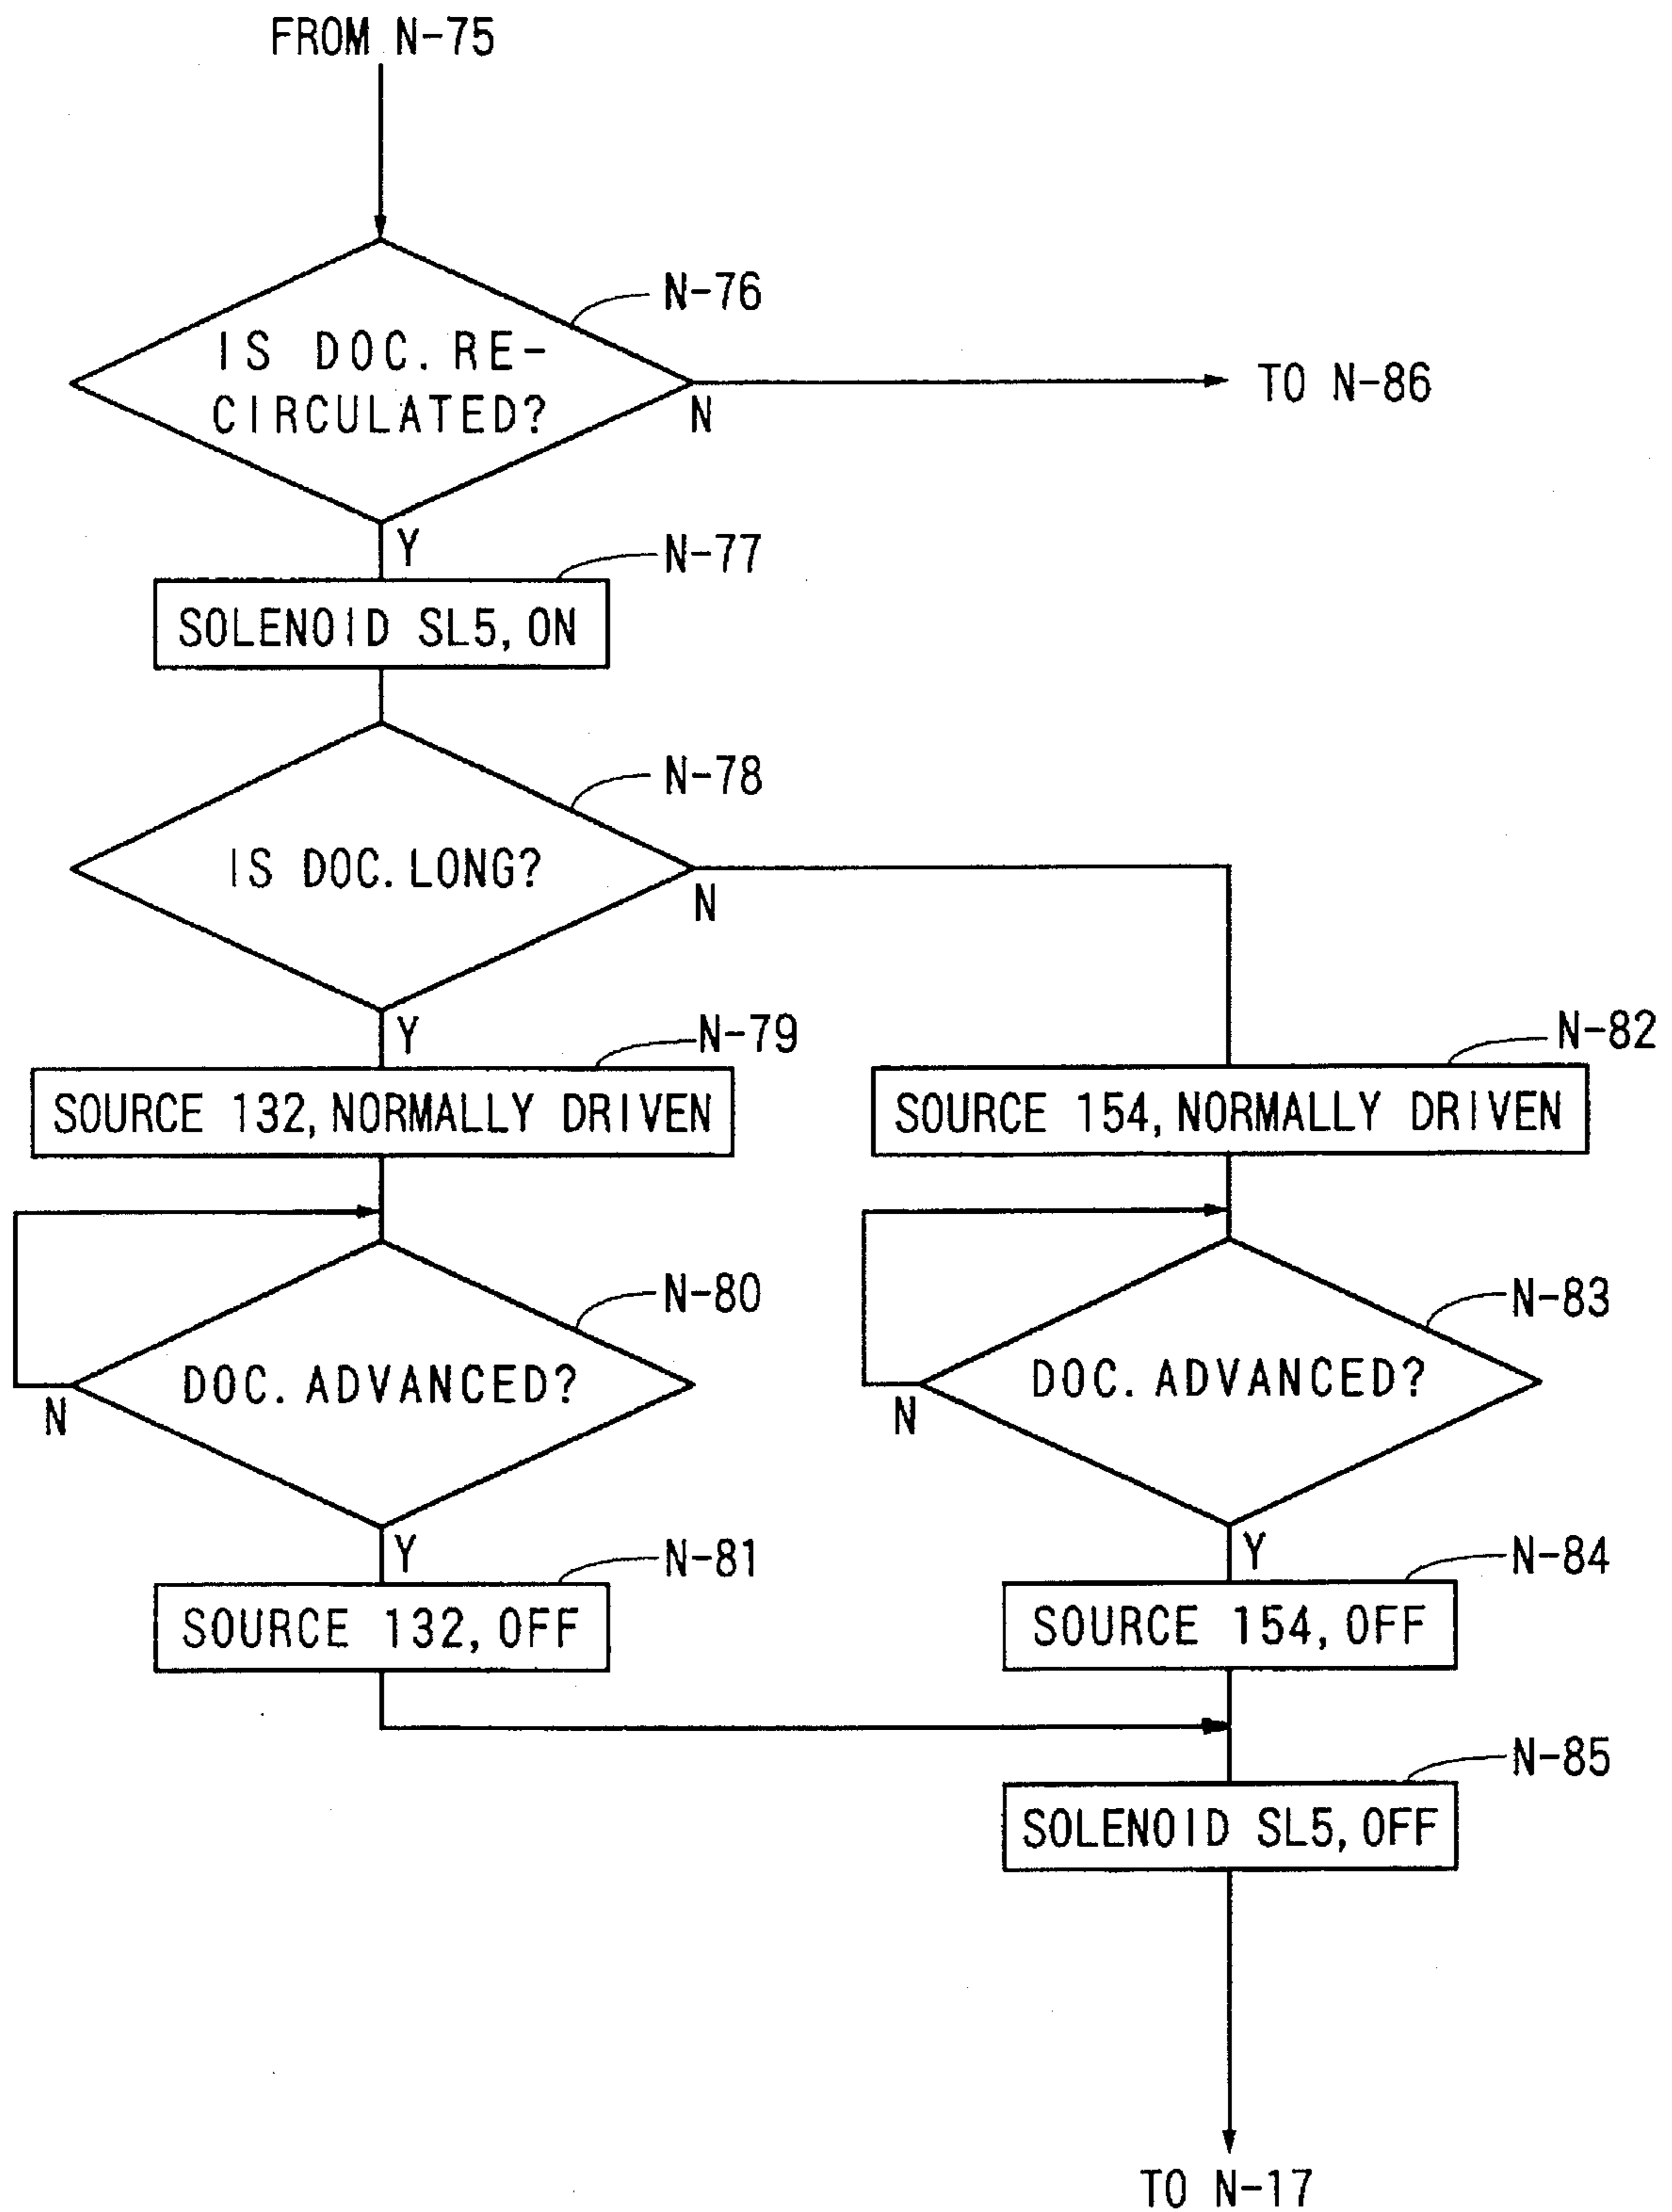 FROM N-75
N-76
IS DOC. RE-
CIRCULATED?
N
TO N-86
Y
N-77
SOLENOID SL5, ON
N-78
IS DOC. LONG?
N
Y
N-79
N-82
SOURCE 132, NORMALLY DRIVEN
SOURCE 154, NORMALLY DRIVEN
N-80
N-83
DOC. ADVANCED?
DOC. ADVANCED?
N
N
Y
N-81
Y
N-84
SOURCE 132, OFF
SOURCE 154, OFF
N-85
SOLENOID SL5, OFF
TO N-17